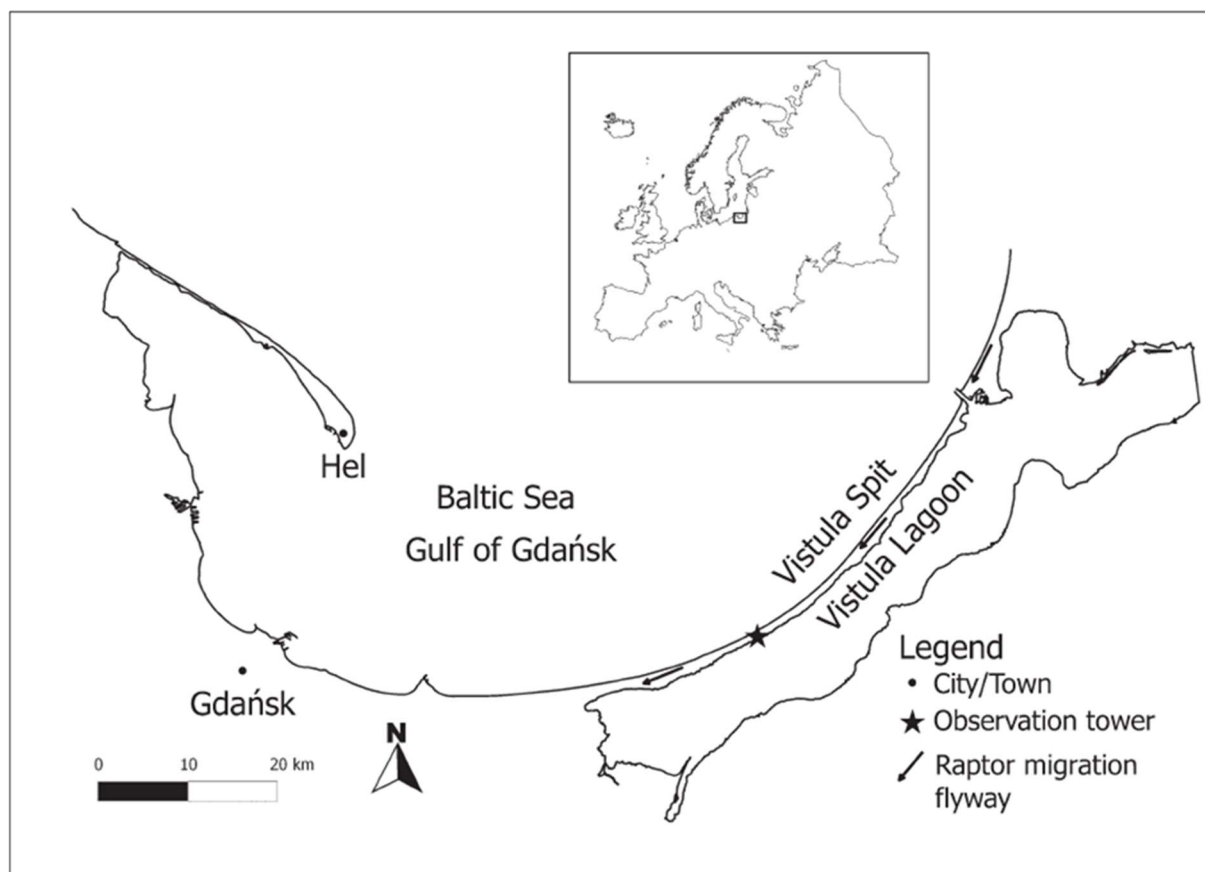 Hel
Baltic Sea
Gulf of Gdańsk
Vistula Spit
Vistula Lagoon
Gdańsk
N
0 10 20 km
Legend
City/Town
Observation tower
Raptor migration
flyway